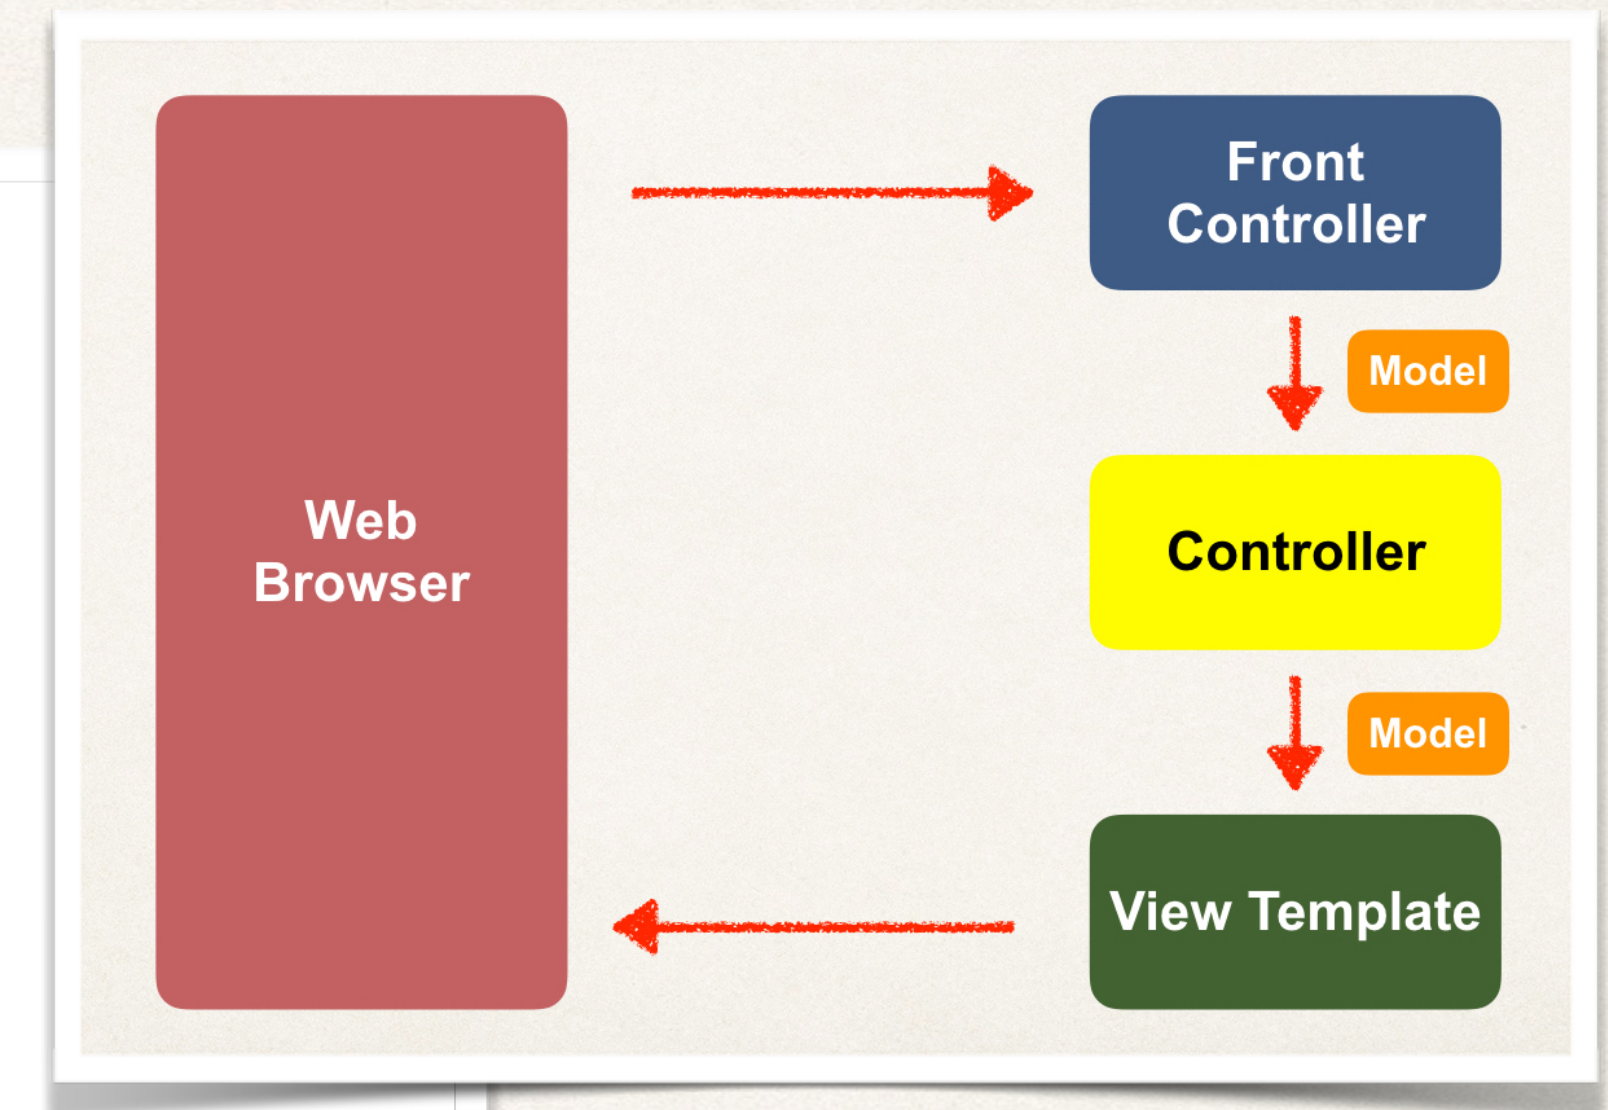 Web
Browser
Front
Controller
Model
Controller
Model
View Template